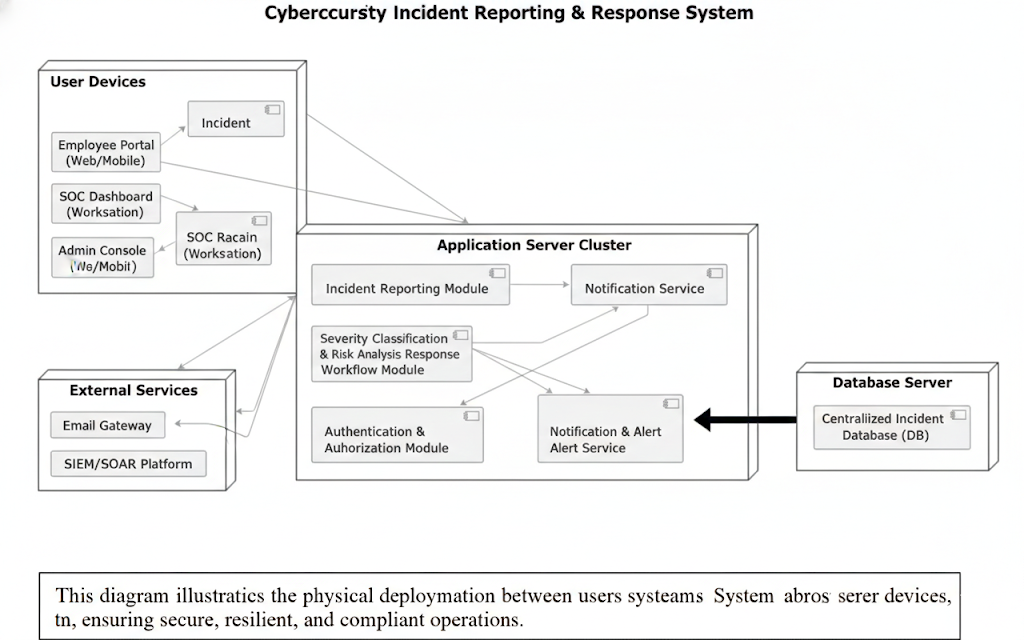 Cyberccursty Incident Reporting & Response System
User Devices
Incident
Employee Portal
(Web/Mobile)
SOC Dashboard
(Worksation)
SOC Racain
(Worksation)
Admin Console
(We/Mobil)
Application Server Cluster
Incident Reporting Module
Notification Service
Severity Classification
& Risk Analysis Response
Workflow Module
Authentication &
Auhorization Module
Notification & Alert
Alert Service
External Services
Email Gateway
SIEM/SOAR Platform
Database Server
Centraliized Incident
Database (DB)
This diagram illustratics the physical deploymation between users systeams System abros serer devices,
tn, ensuring secure, resilient, and compliant operations.